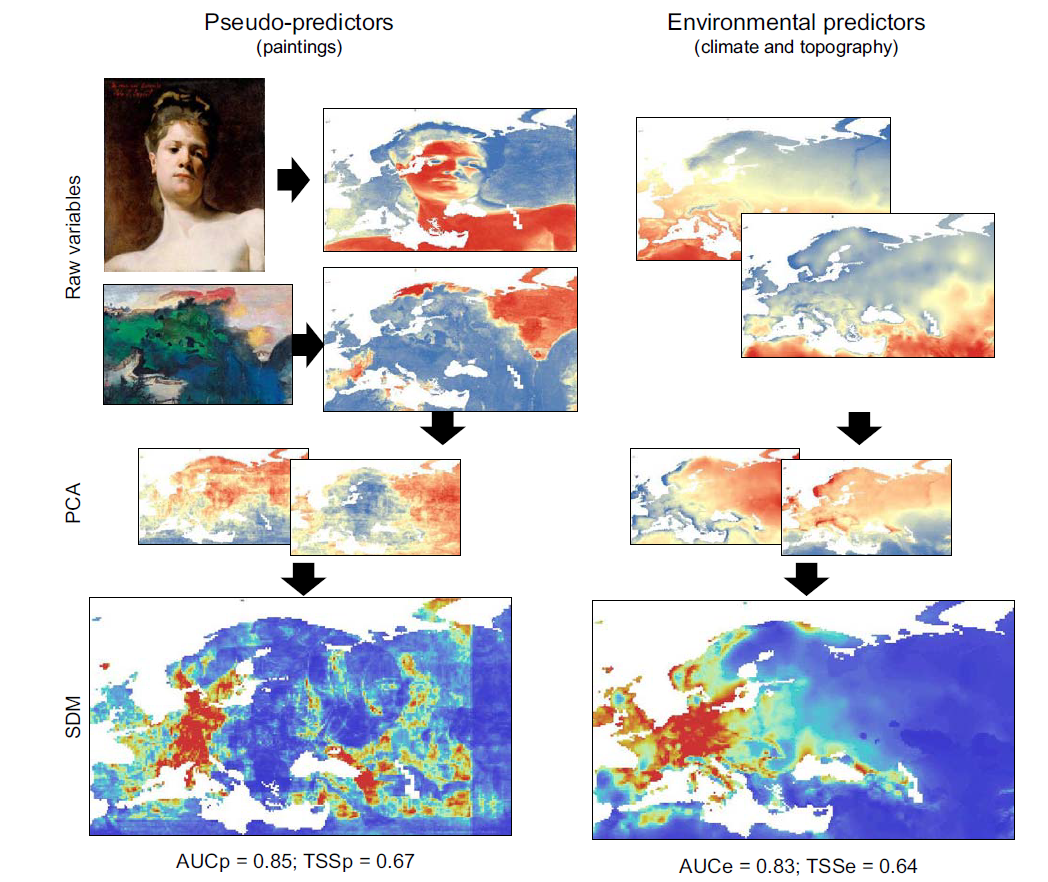 Pseudo-predictors
(paintings)
Environmental predictors
(climate and topography)
Raw variables
PCA
SDM
AUCp = 0.85; TSSp = 0.67
AUCe = 0.83; TSSe = 0.64